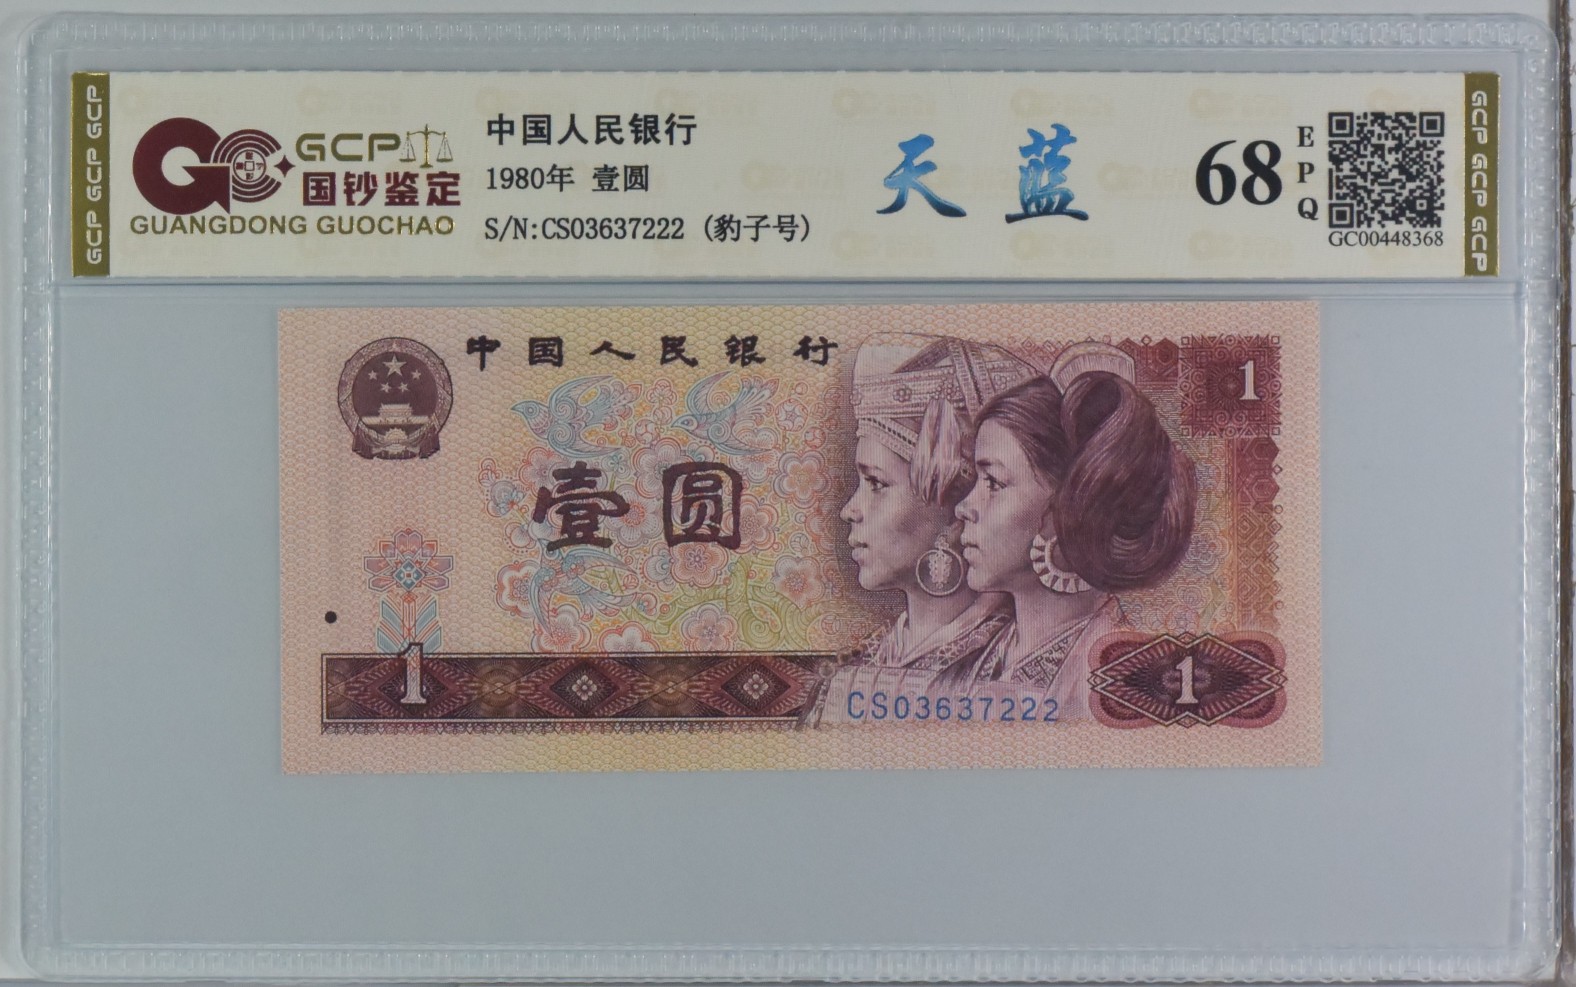 GCP GCP GCP
GCP
国钞鉴定
GUANGDONG GUOCHAO
中国人民银行
1980年 壹圆
S/N:CS03637222 (豹子号)
天蓝
68
EPQ
GC00448368
GCP GCP GCP
中国人民银行
1
壹圆
1
CS03637222
1